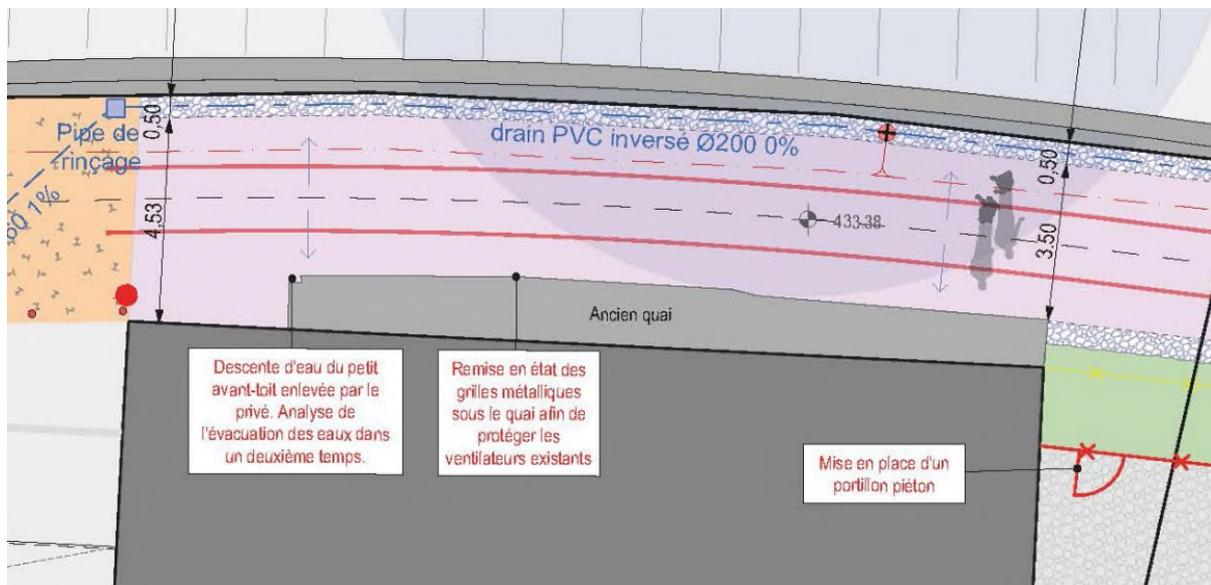 0,50
Pipe de
rinçage
1%
4,53
drain PVC inversé Ø200 0%
433.38
0,50
3.50
Ancien quai
Descente d'eau du petit
avant-toit enlevée par le
privé. Analyse de
l'évacuation des eaux dans
un deuxième temps.
Remise en état des
grilles métalliques
sous le quai afin de
protéger les
ventilateurs existants
Mise en place d'un
portillon piéton